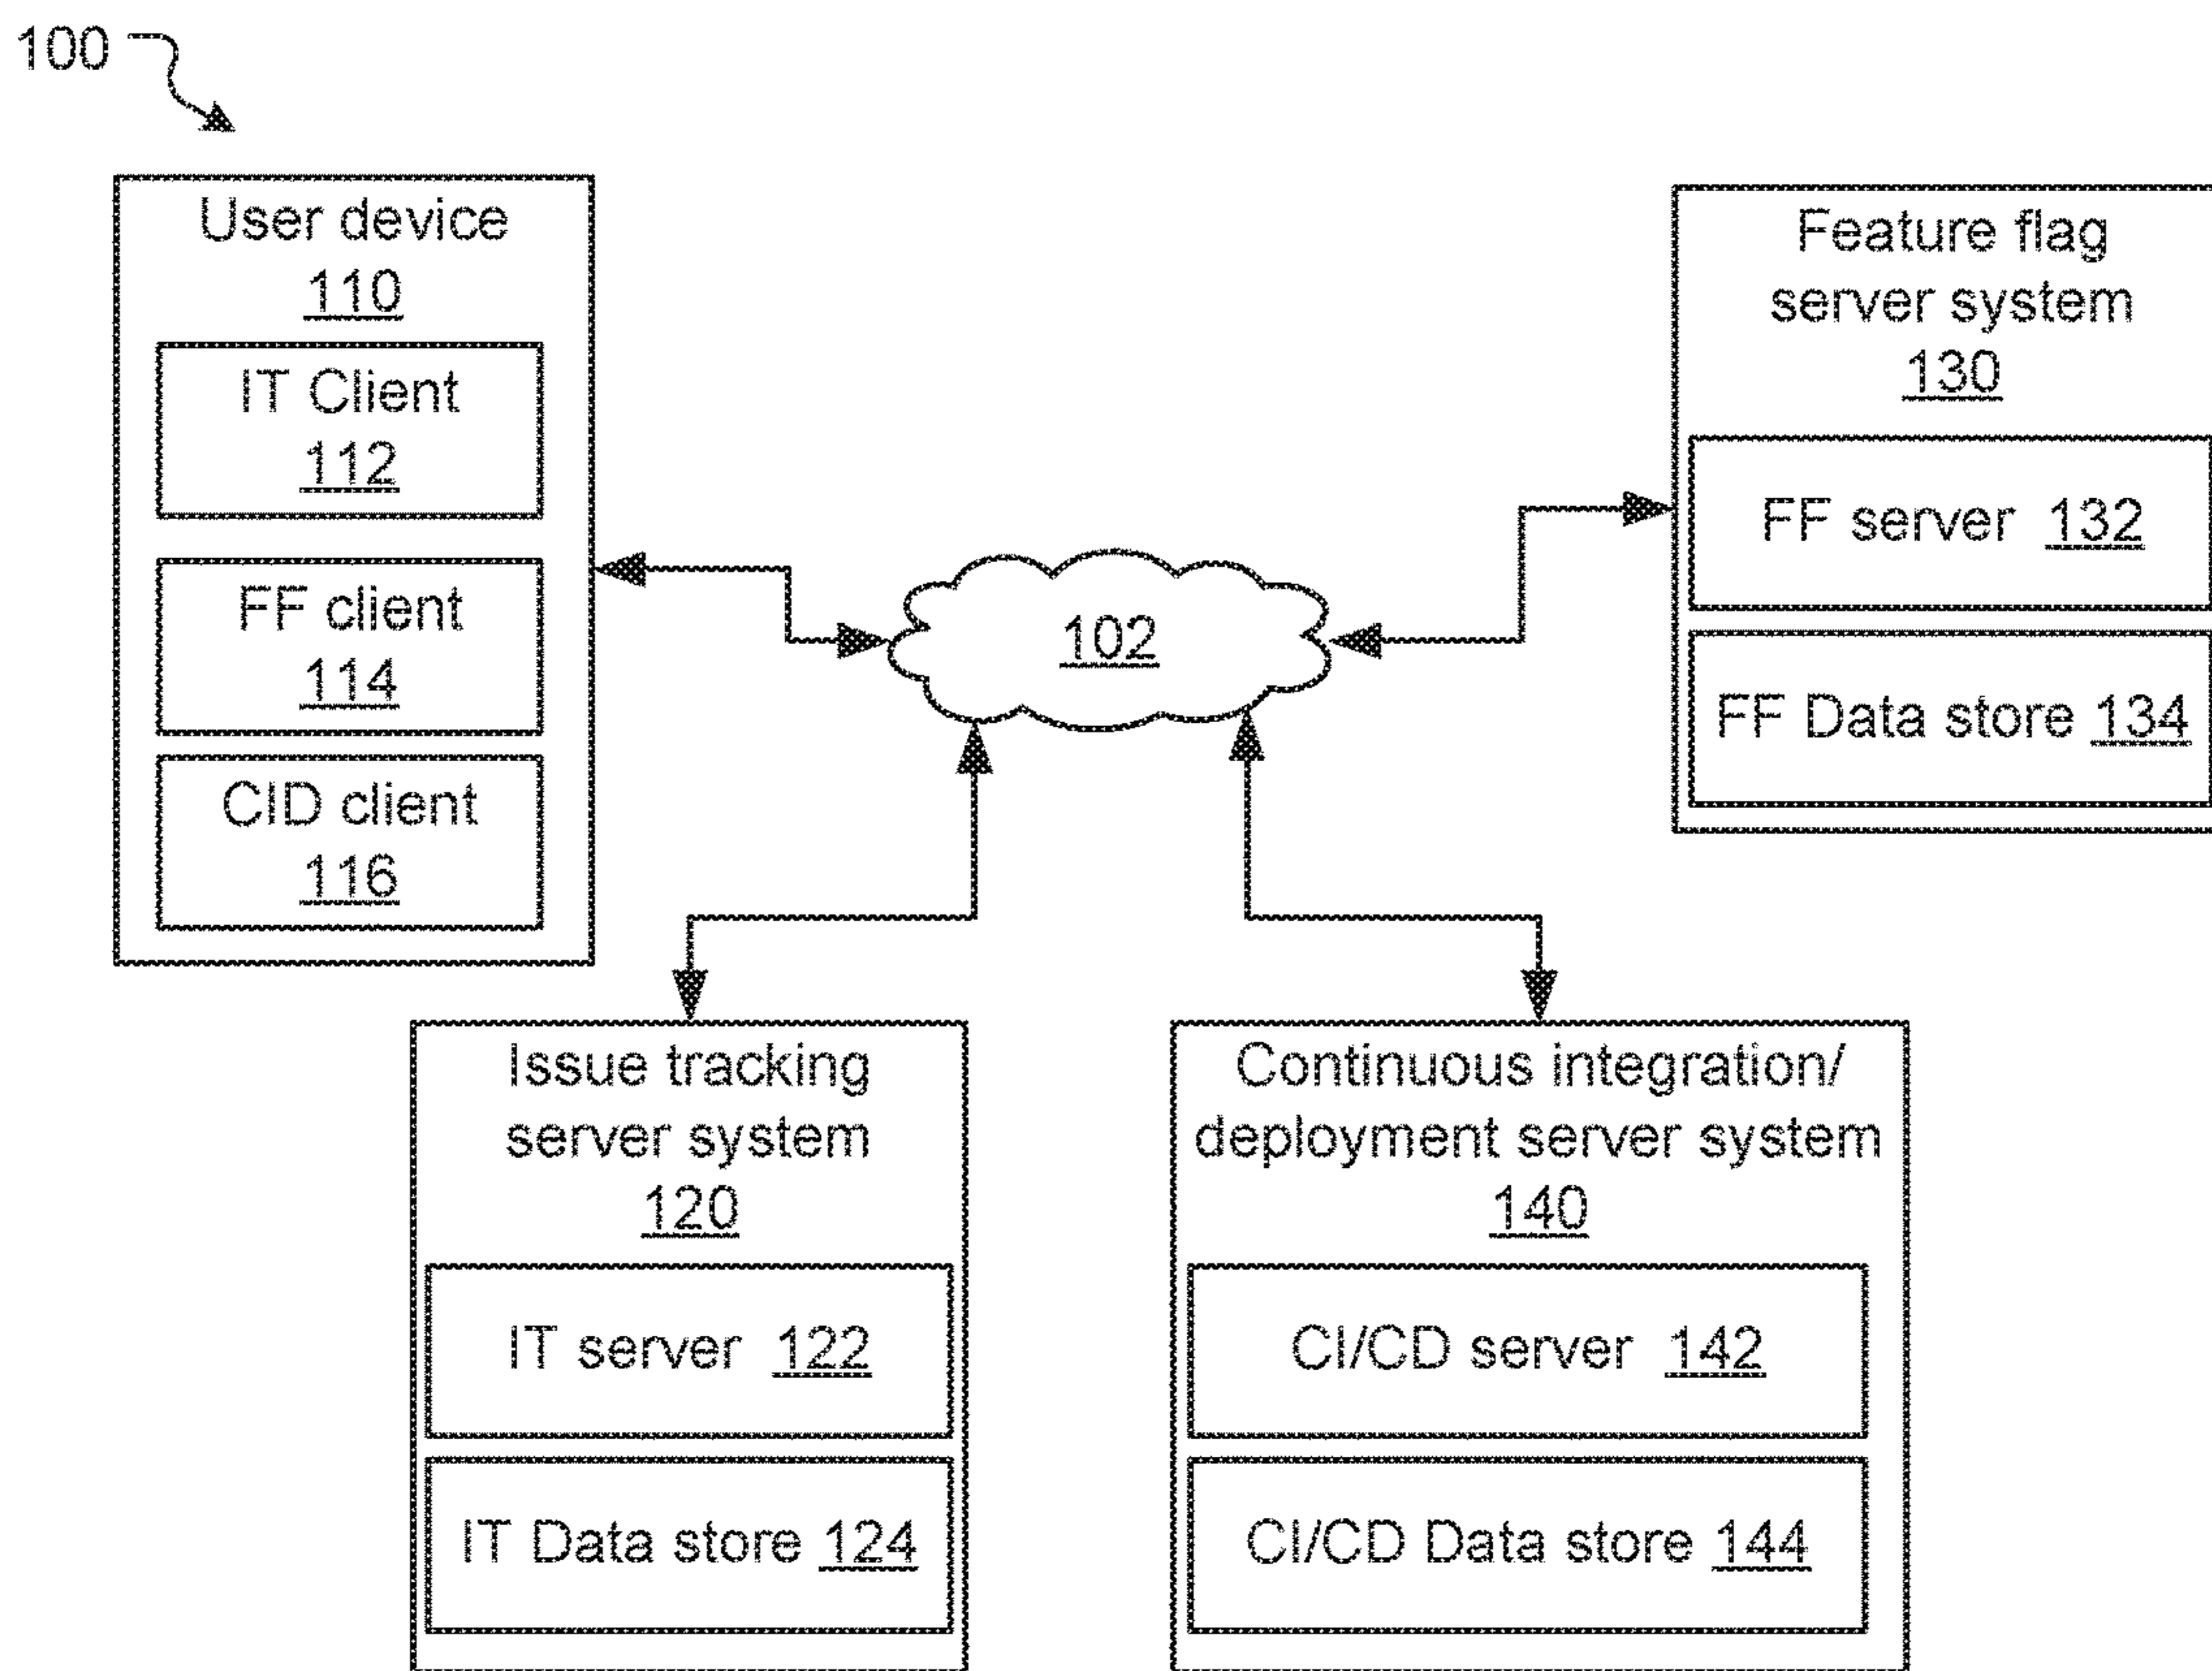 100
User device
110
IT Client
112
FF client
114
CID client
116
102
Feature flag
server system
130
FF server 132
FF Data store 134
Issue tracking
server system
120
IT server 122
IT Data store 124
Continuous integration/
deployment server system
140
CI/CD server 142
CI/CD Data store 144